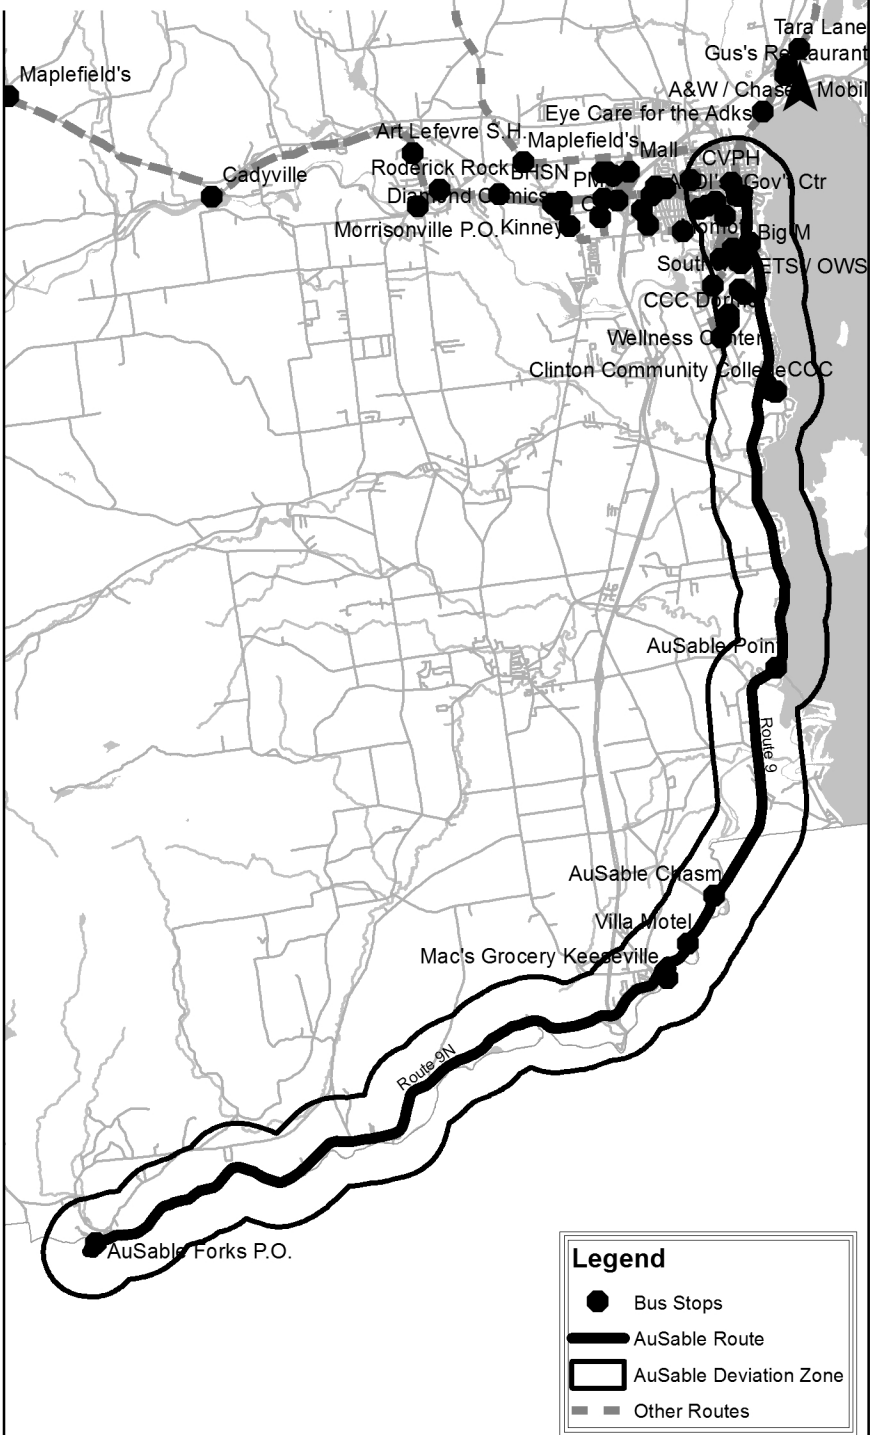 Tara Lane
Gus's Restaurant
Maplefield's
A&W / Chase Mobil
Eye Care for the Adks
Art Lefevre S.H.
Maplefield's
Mall
CVPH
Roderick Rock
BHSN
Cadyville
Gov't Ctr
Diamond Comics
Morrisonville P.O.
Kinney
Big M
South
ETS / OWS
CCC Dorms
Wellness Center
Clinton Community College
CCC
AuSable Point
Route 9
AuSable Chasm
Villa Motel
Mac's Grocery Keeseville
Route 9N
AuSable Forks P.O.
Legend
Bus Stops
AuSable Route
AuSable Deviation Zone
Other Routes